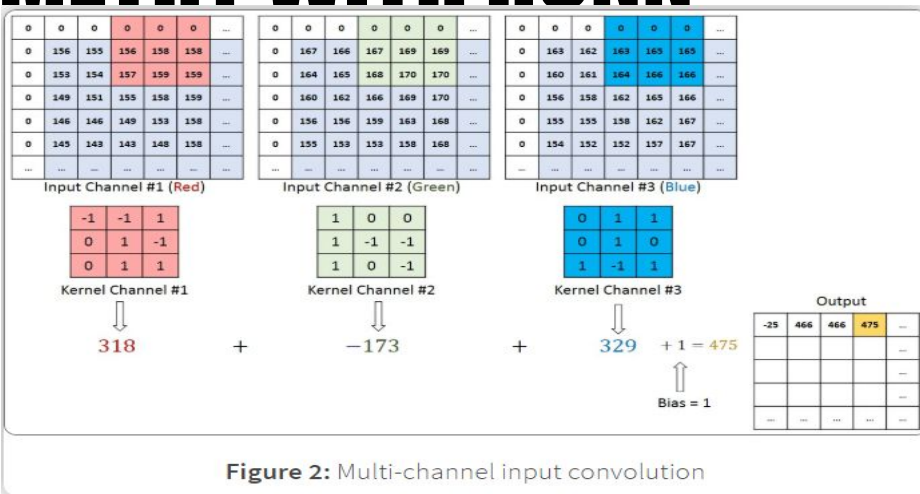 0 0 0 0 0 0 ... 0 0 0 0 0 0 ... 0 0 0 0 0 0 ...
0 156 155 156 158 158 ... 0 167 166 167 169 169 ... 0 163 162 163 165 165 ...
0 153 154 157 159 159 ... 0 164 165 168 170 170 ... 0 160 161 164 166 166 ...
0 149 151 155 158 159 ... 0 160 162 166 169 170 ... 0 156 158 162 165 166 ...
0 146 146 149 153 158 ... 0 156 156 159 163 168 ... 0 155 155 158 162 167 ...
0 145 143 143 148 158 ... 0 155 153 153 158 168 ... 0 154 152 152 157 167 ...
... ... ... ... ... ... ... ... ... ... ... ... ... ... ... ... ... ... ... ... ...
Input Channel #1 (Red) Input Channel #2 (Green) Input Channel #3 (Blue)
-1 -1 1 1 0 0 0 1 1
0 1 -1 1 -1 -1 0 1 0
0 1 1 1 0 -1 1 -1 1
Kernel Channel #1 Kernel Channel #2 Kernel Channel #3
Output
-25 466 466 475 ...
318 + −173 + 329 + 1 = 475
...
...
...
Bias = 1
... ... ... ... ...
Figure 2: Multi-channel input convolution